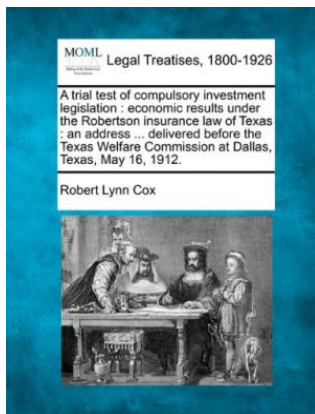 MOML
Legal Treatises, 1800-1926
A trial test of compulsory investment
legislation : economic results under
the Robertson insurance law of Texas
: an address ... delivered before the
Texas Welfare Commission at Dallas,
Texas, May 16, 1912.
Robert Lynn Cox